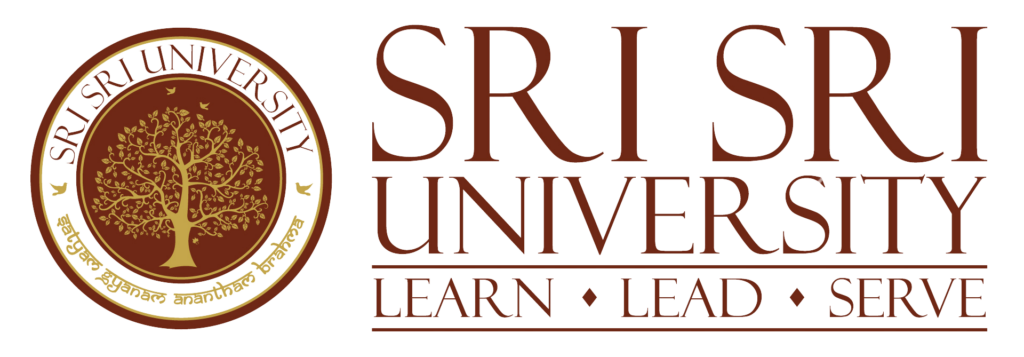 SRI SRI UNIVERSITY
satyam gyanam anantham brahma
SRI SRI
UNIVERSITY
LEARN ♦ LEAD ♦ SERVE